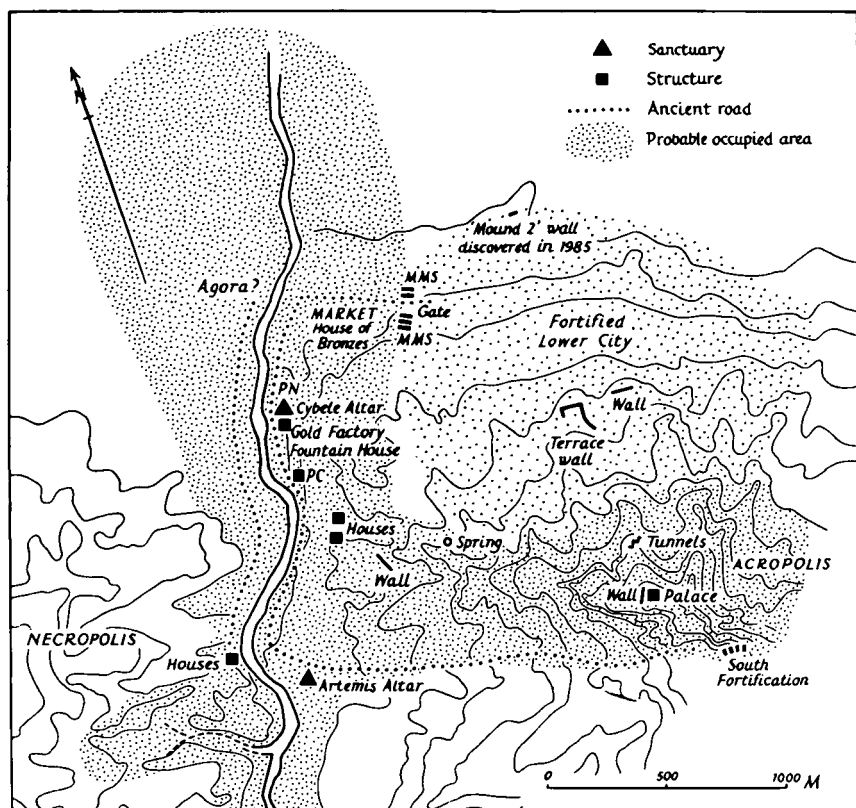 N
Sanctuary
Structure
Ancient road
Probable occupied area
Mound 2' wall
discovered in 1985
Agora?
MMS
MARKET
House of
Bronzes
Gate
MMS
Fortified
Lower City
PN
Cybele Altar
Gold Factory
Fountain House
PC
Wall
Terrace
wall
Houses
Spring
Wall
Tunnels
ACROPOLIS
Wall
Palace
NECROPOLIS
Houses
Artemis Altar
South
Fortification
0 500 1000 M